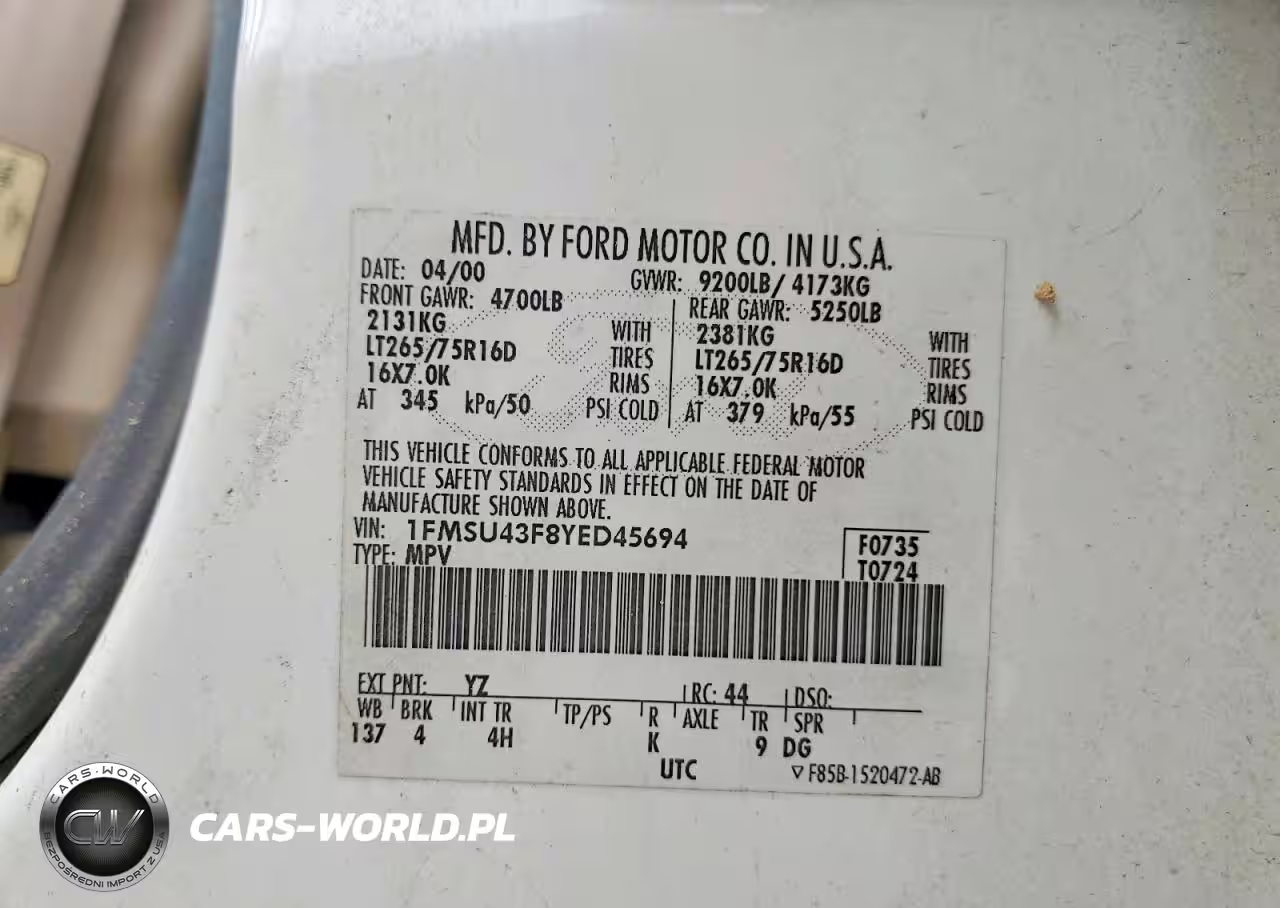 MFD. BY FORD MOTOR CO. IN U.S.A.
DATE: 04/00 GVWR: 9200LB/ 4173KG
FRONT GAWR: 4700LB REAR GAWR: 5250LB
2131KG WITH 2381KG WITH
LT265/75R16D TIRES LT265/75R16D TIRES
16X7.0K RIMS 16X7.0K RIMS
AT 345 kPa/50 PSI COLD AT 379 kPa/55 PSI COLD
THIS VEHICLE CONFORMS TO ALL APPLICABLE FEDERAL MOTOR
VEHICLE SAFETY STANDARDS IN EFFECT ON THE DATE OF
MANUFACTURE SHOWN ABOVE.
VIN: 1FMSU43F8YED45694 F0735
TYPE: MPV T0724
EXT PNT: YZ RC: 44 DSO:
WB BRK INT TR TP/PS R AXLE TR SPR
137 4 4H K 9 DG
UTC F85B-1520472-AB
CARS-WORLD
CW
BEZPOŚREDNI IMPORT Z USA
CARS-WORLD.PL